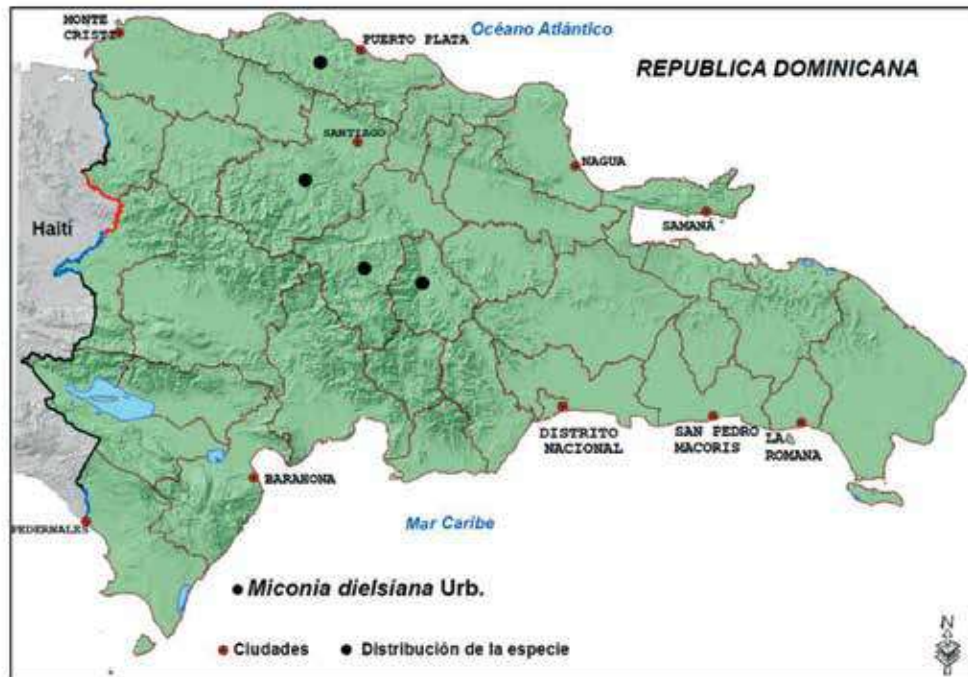 MONTE
CRISTI
PUERTO PLATA
Océano Atlántico
REPUBLICA DOMINICANA
SANTIAGO
NAGUA
SAMANÁ
Haití
DISTRITO
NACIONAL
SAN PEDRO
MACORIS
LA
ROMANA
BARAHONA
PEDERNALES
Mar Caribe
Miconia dielsiana Urb.
Ciudades
Distribución de la especie
N